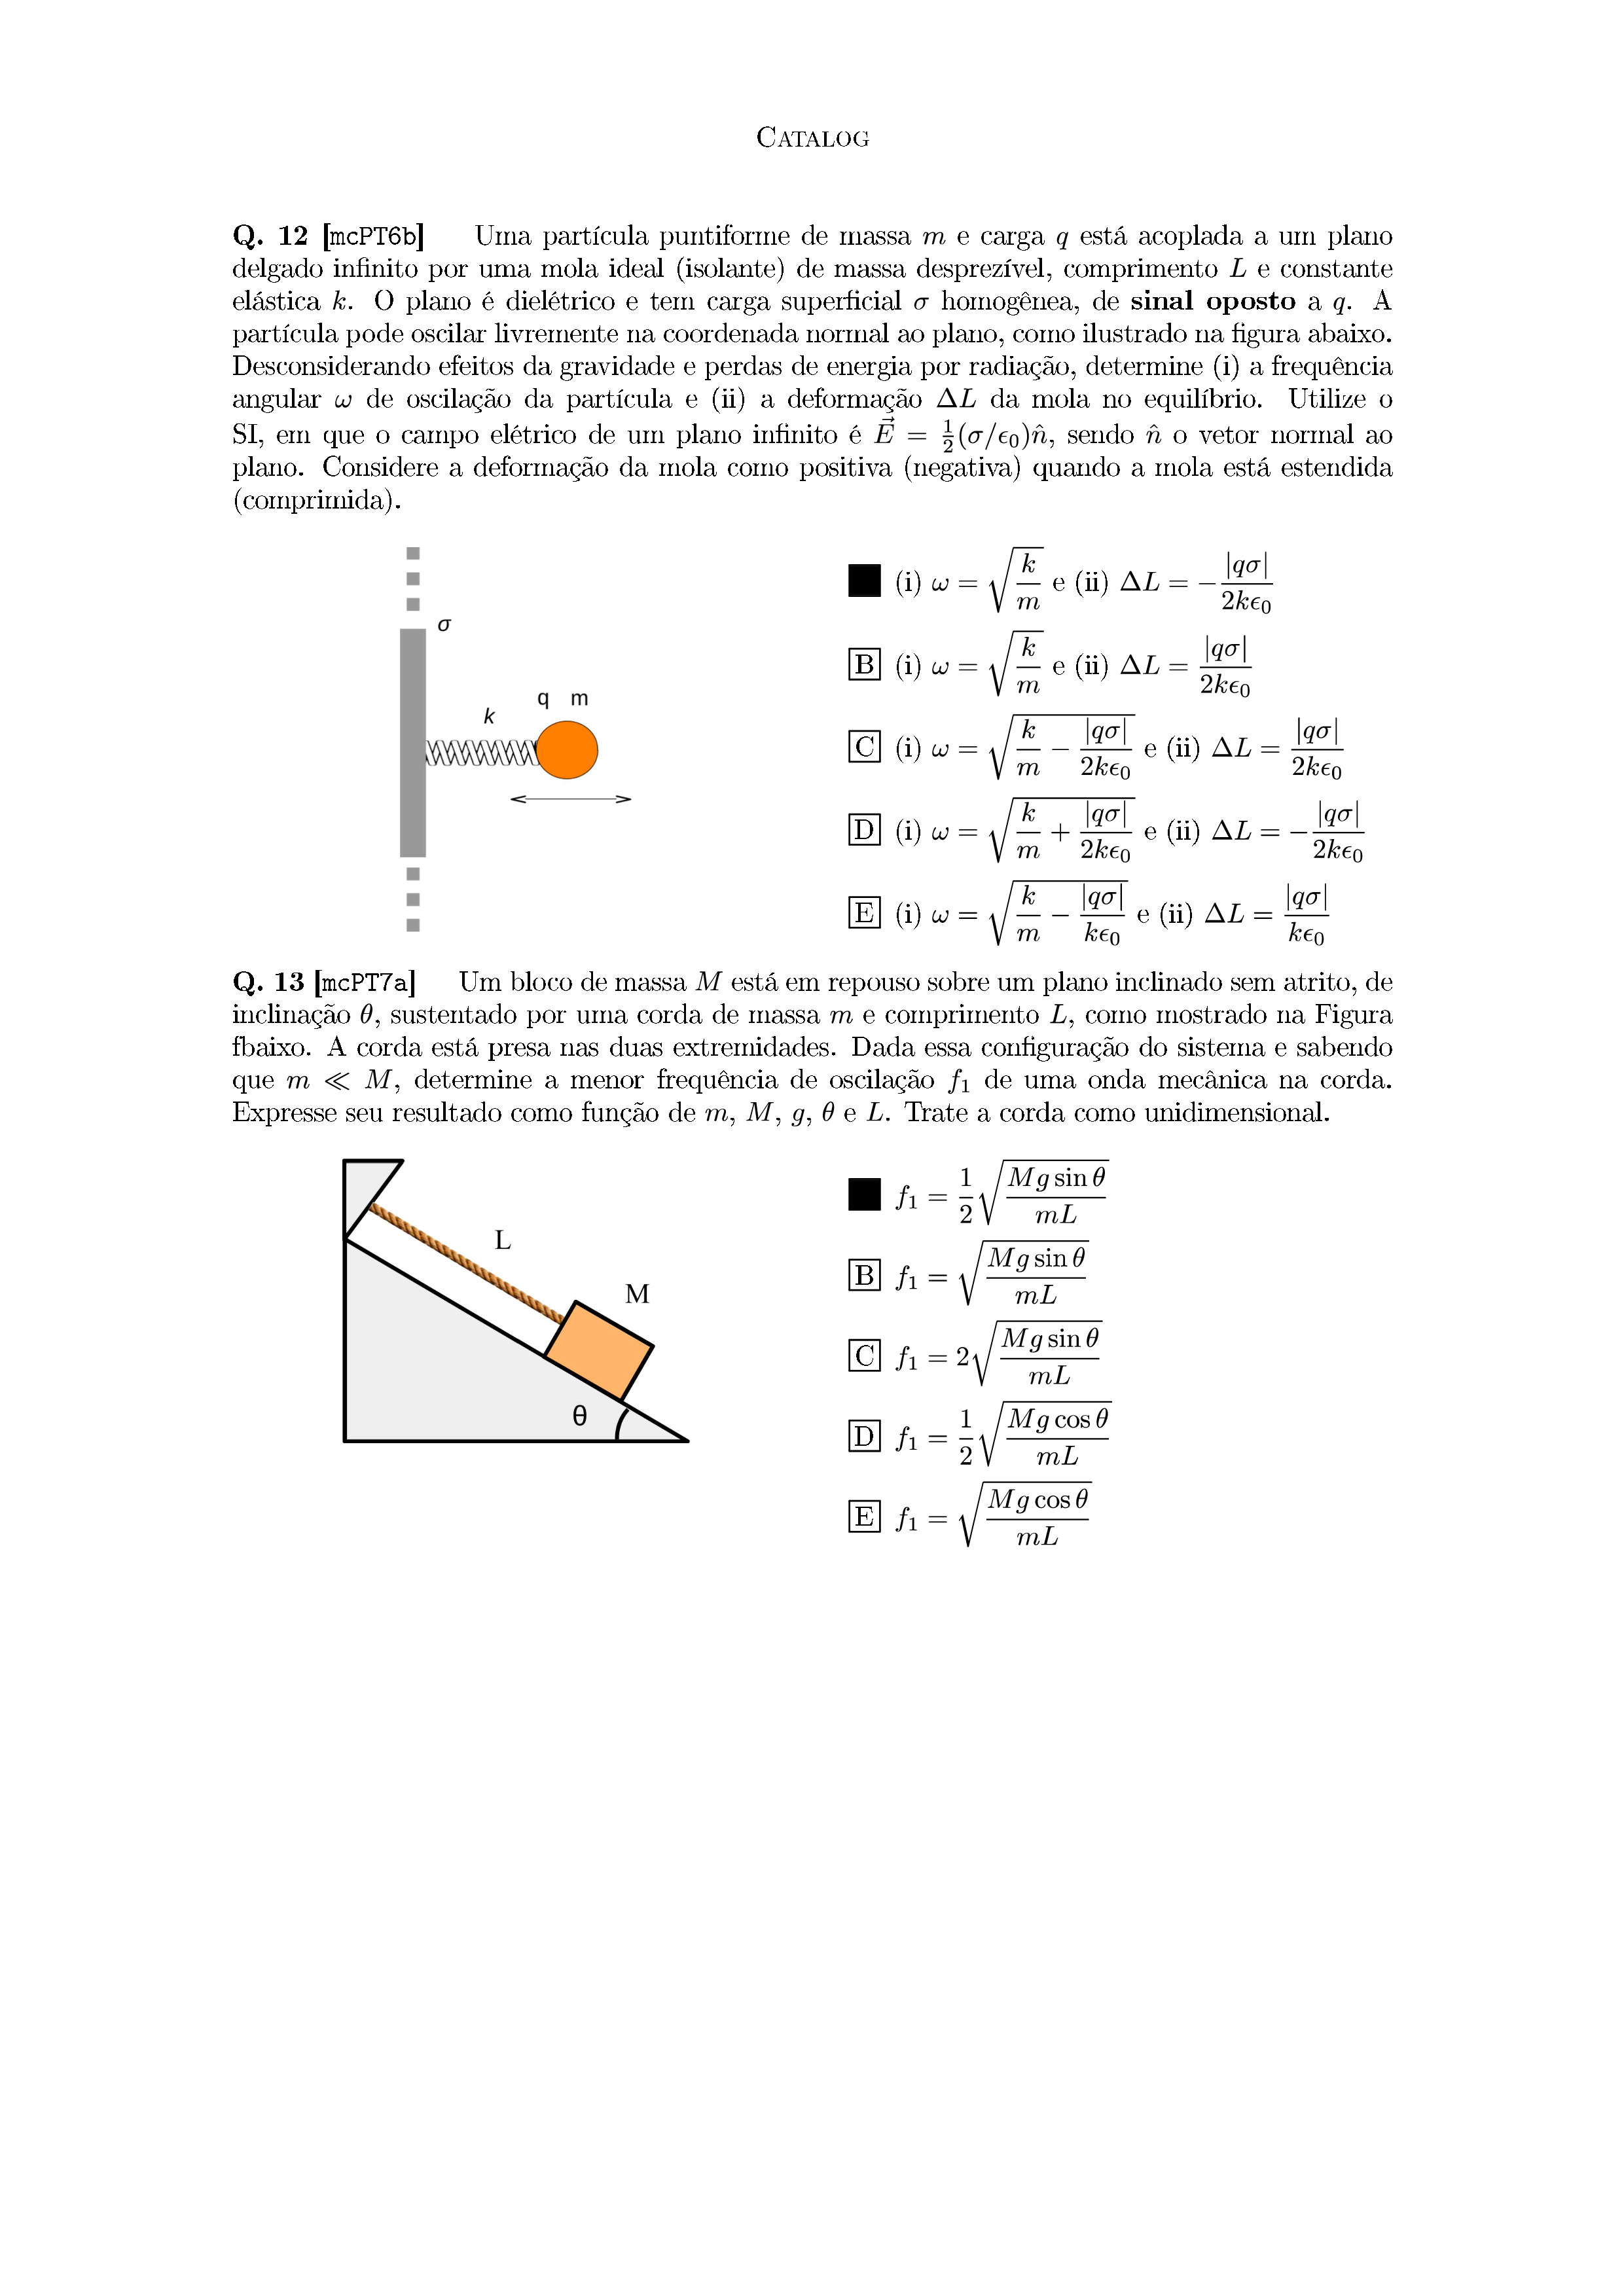 CATALOG
Q. 12 [mcPT6b] Uma partícula puntiforme de massa m e carga q está acoplada a um plano
delgado infinito por uma mola ideal (isolante) de massa desprezível, comprimento L e constante
elástica k. O plano é dielétrico e tem carga superficial σ homogênea, de sinal oposto a q. A
partícula pode oscilar livremente na coordenada normal ao plano, como ilustrado na figura abaixo.
Desconsiderando efeitos da gravidade e perdas de energia por radiação, determine (i) a frequência
angular ω de oscilação da partícula e (ii) a deformação ΔL da mola no equilíbrio. Utilize o
SI, em que o campo elétrico de um plano infinito é $\vec{E} = \frac{1}{2}(\sigma/\epsilon_0)\hat{n}$, sendo $\hat{n}$ o vetor normal ao
plano. Considere a deformação da mola como positiva (negativa) quando a mola está estendida
(comprimida).
σ
q m
k
(i) $\omega = \sqrt{\frac{k}{m}}$ e (ii) $\Delta L = -\frac{|q\sigma|}{2k\epsilon_0}$
B (i) $\omega = \sqrt{\frac{k}{m}}$ e (ii) $\Delta L = \frac{|q\sigma|}{2k\epsilon_0}$
C (i) $\omega = \sqrt{\frac{k}{m} - \frac{|q\sigma|}{2k\epsilon_0}}$ e (ii) $\Delta L = \frac{|q\sigma|}{2k\epsilon_0}$
D (i) $\omega = \sqrt{\frac{k}{m} + \frac{|q\sigma|}{2k\epsilon_0}}$ e (ii) $\Delta L = -\frac{|q\sigma|}{2k\epsilon_0}$
E (i) $\omega = \sqrt{\frac{k}{m} - \frac{|q\sigma|}{k\epsilon_0}}$ e (ii) $\Delta L = \frac{|q\sigma|}{k\epsilon_0}$
Q. 13 [mcPT7a] Um bloco de massa M está em repouso sobre um plano inclinado sem atrito, de
inclinação θ, sustentado por uma corda de massa m e comprimento L, como mostrado na Figura
fbaixo. A corda está presa nas duas extremidades. Dada essa configuração do sistema e sabendo
que m ≪ M, determine a menor frequência de oscilação $f_1$ de uma onda mecânica na corda.
Expresse seu resultado como função de m, M, g, θ e L. Trate a corda como unidimensional.
L
M
θ
$f_1 = \frac{1}{2}\sqrt{\frac{Mg\sin\theta}{mL}}$
B $f_1 = \sqrt{\frac{Mg\sin\theta}{mL}}$
C $f_1 = 2\sqrt{\frac{Mg\sin\theta}{mL}}$
D $f_1 = \frac{1}{2}\sqrt{\frac{Mg\cos\theta}{mL}}$
E $f_1 = \sqrt{\frac{Mg\cos\theta}{mL}}$